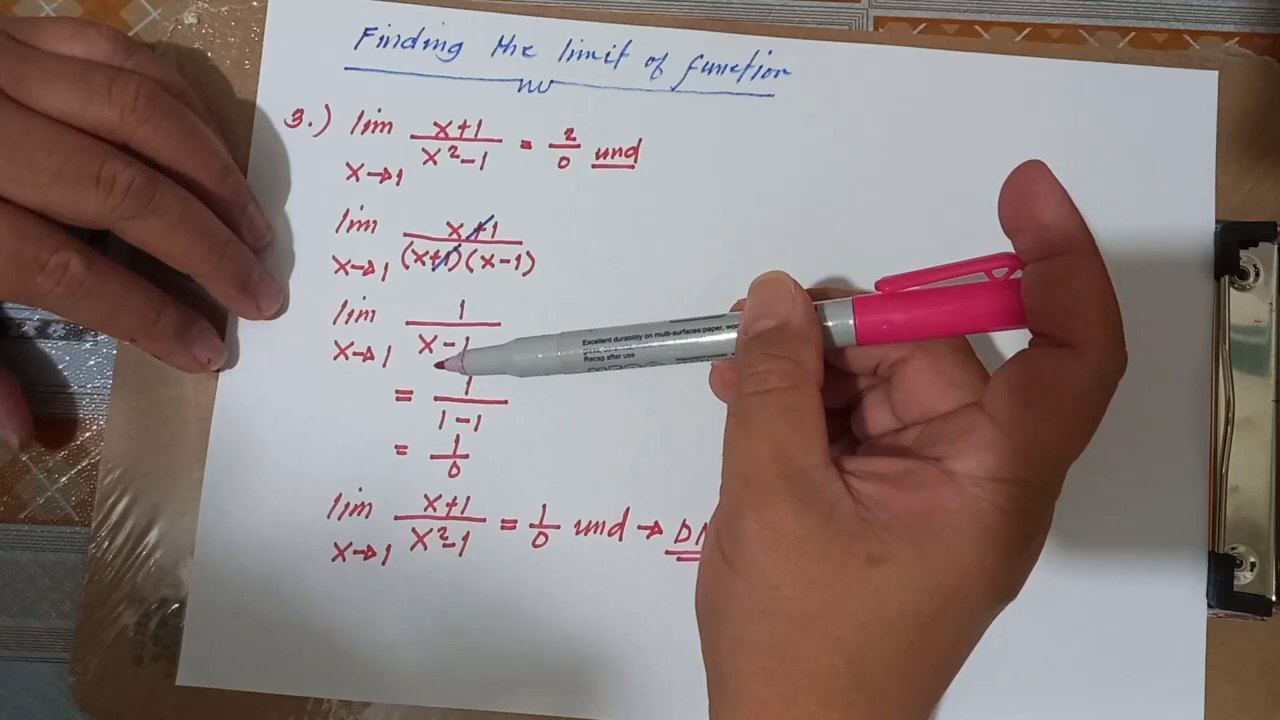 Finding the limit of function
3.) lim x→1 x+1 / x²-1 = 2/0 und
lim x→1 x+1 / (x+1)(x-1)
lim x→1 1 / x-1
= 1 / 1-1
= 1/0
lim x→1 x+1 / x²-1 = 1/0 und →
Excellent durability on multi-surfaces:paper,
Recap after use